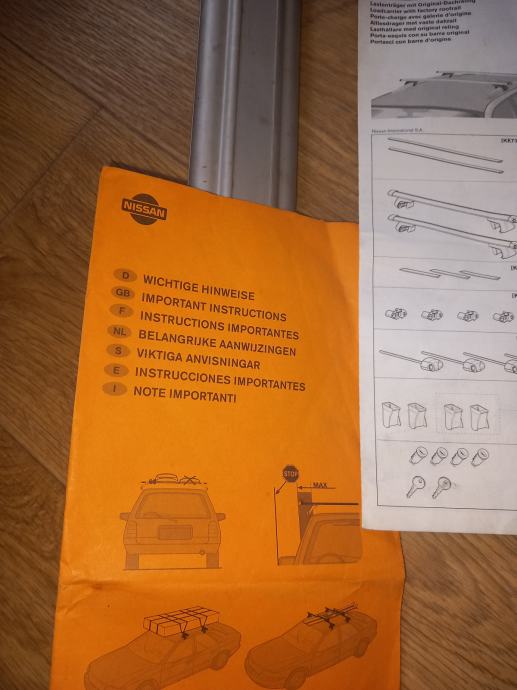 NISSAN
D WICHTIGE HINWEISE
GB IMPORTANT INSTRUCTIONS
F INSTRUCTIONS IMPORTANTES
NL BELANGRIJKE AANWIJZINGEN
S VIKTIGA ANVISNINGAR
E INSTRUCCIONES IMPORTANTES
I NOTE IMPORTANTI
STOP
MAX
Lastenträger mit Original-Dachreling
Loadcarrier with factory roofrail
Porte-charge avec galerie d'origine
Allesdrager met vaste dakrail
Lasthållare med original reling
Porta-esquís con su barra original
Portasci con barre d'origine
Nissan International S.A.